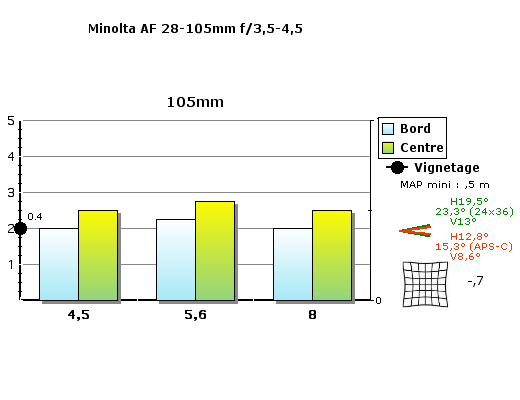 Minolta AF 28-105mm f/3,5-4,5
105mm
5
4
3
2
1
0.4
4,5
5,6
8
0
Bord
Centre
Vignetage
MAP mini : ,5 m
H19,5°
23,3° (24x36)
V13°
H12,8°
15,3° (APS-C)
V8,6°
-,7